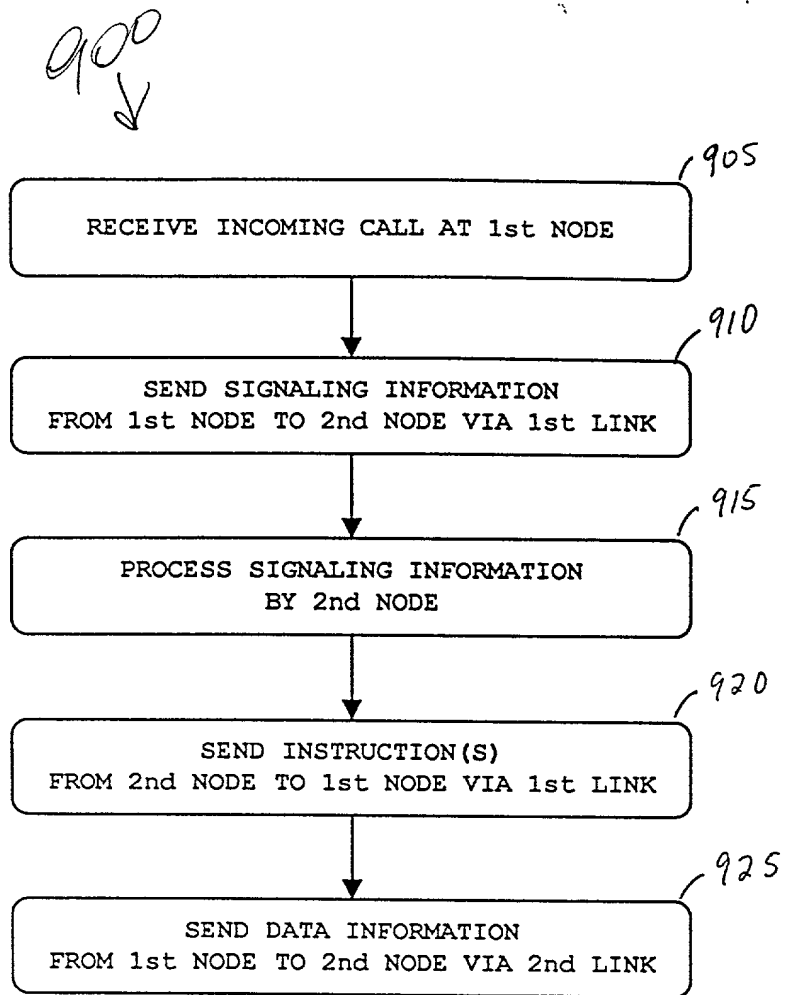 900
905
RECEIVE INCOMING CALL AT 1st NODE
910
SEND SIGNALING INFORMATION
FROM 1st NODE TO 2nd NODE VIA 1st LINK
915
PROCESS SIGNALING INFORMATION
BY 2nd NODE
920
SEND INSTRUCTION(S)
FROM 2nd NODE TO 1st NODE VIA 1st LINK
925
SEND DATA INFORMATION
FROM 1st NODE TO 2nd NODE VIA 2nd LINK